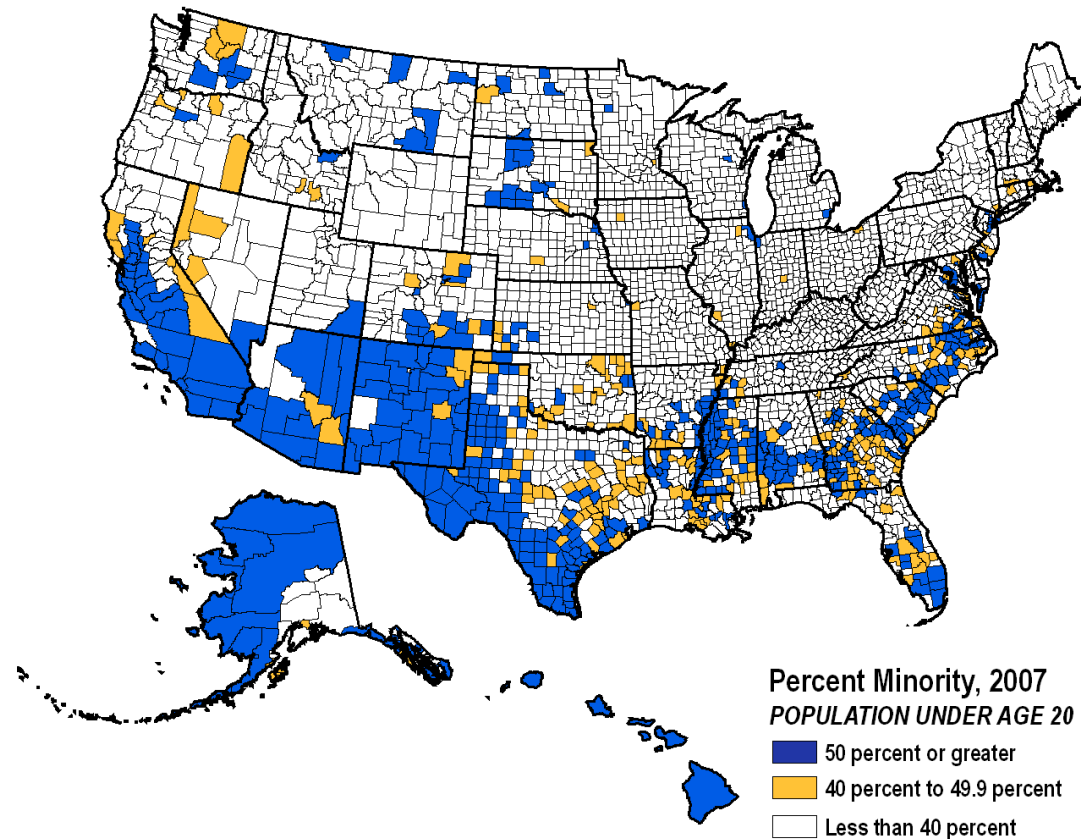 Percent Minority, 2007
POPULATION UNDER AGE 20
50 percent or greater
40 percent to 49.9 percent
Less than 40 percent